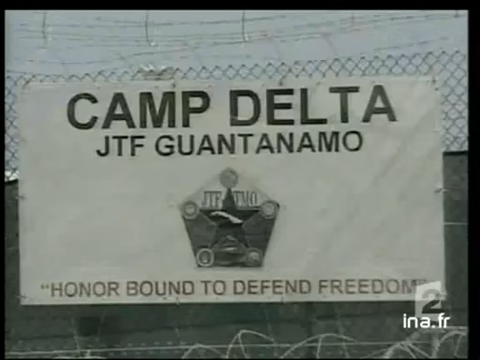 CAMP DELTA
JTF GUANTANAMO
JTF GTMO
"HONOR BOUND TO DEFEND FREEDOM"
2
ina.fr